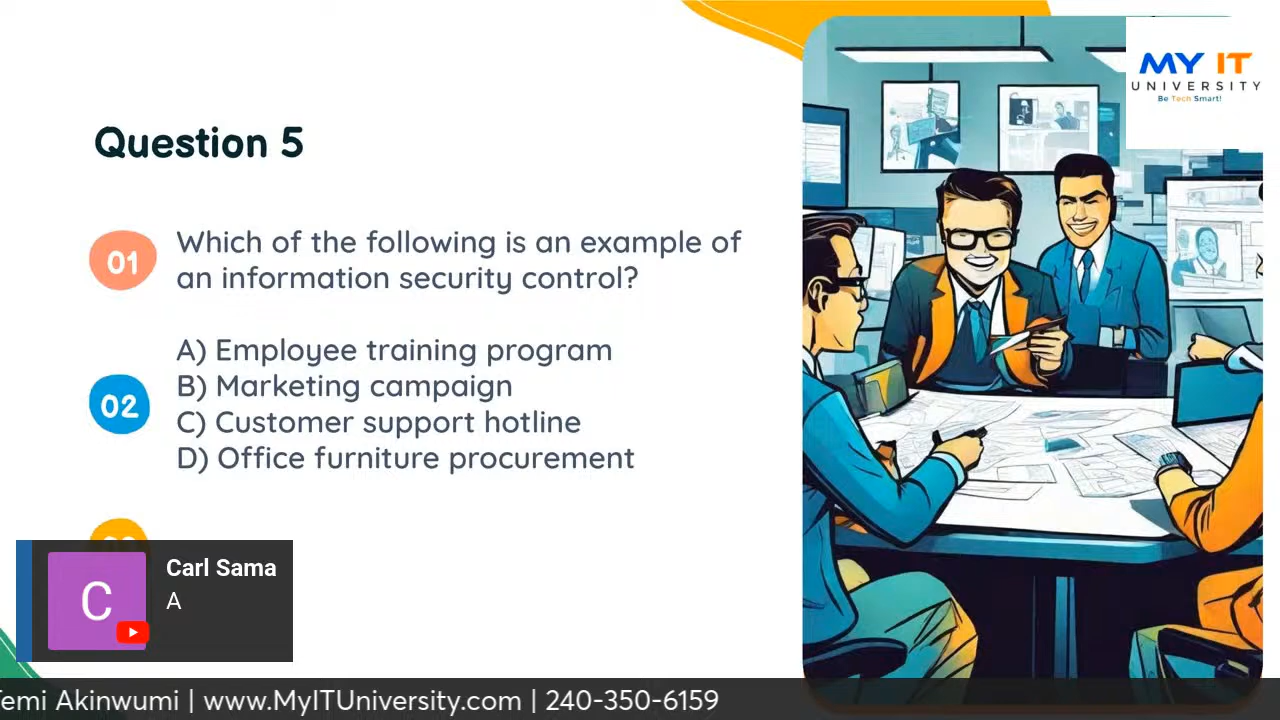 MY IT
UNIVERSITY
Be Tech Smart!
Question 5
01
Which of the following is an example of
an information security control?
02
A) Employee training program
B) Marketing campaign
C) Customer support hotline
D) Office furniture procurement
C
Carl Sama
A
Temi Akinwumi | www.MyITUniversity.com | 240-350-6159